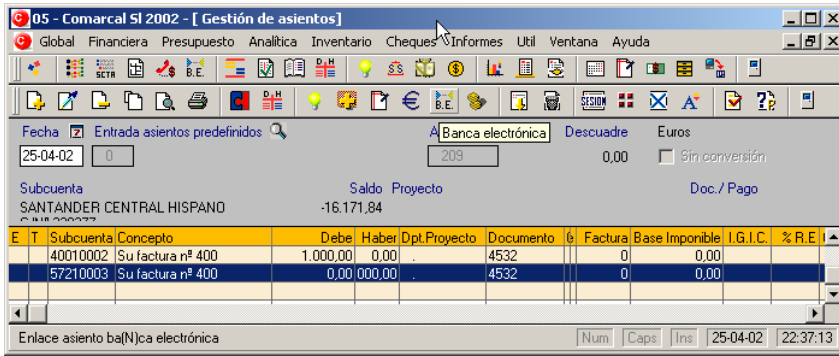 05 - Comarcal Sl 2002 - [ Gestión de asientos]
Global Financiera Presupuesto Analítica Inventario Cheques Informes Util Ventana Ayuda
SCTR B.E.
B.E. SESION
Fecha 7 Entrada asientos predefinidos A Banca electrónica Descuadre Euros
25-04-02 0 209 0,00 Sin conversión
Subcuenta Saldo Proyecto Doc./ Pago
SANTANDER CENTRAL HISPANO -16.171,84
E T Subcuenta Concepto Debe Haber Dpt.Proyecto Documento Factura Base Imponible I.G.I.C. % R.E
40010002 Su factura nº 400 1.000,00 0,00 . 4532 0 0,00
57210003 Su factura nº 400 0,00 000,00 . 4532 0 0,00
Enlace asiento ba(N)ca electrónica Num Caps Ins 25-04-02 22:37:13